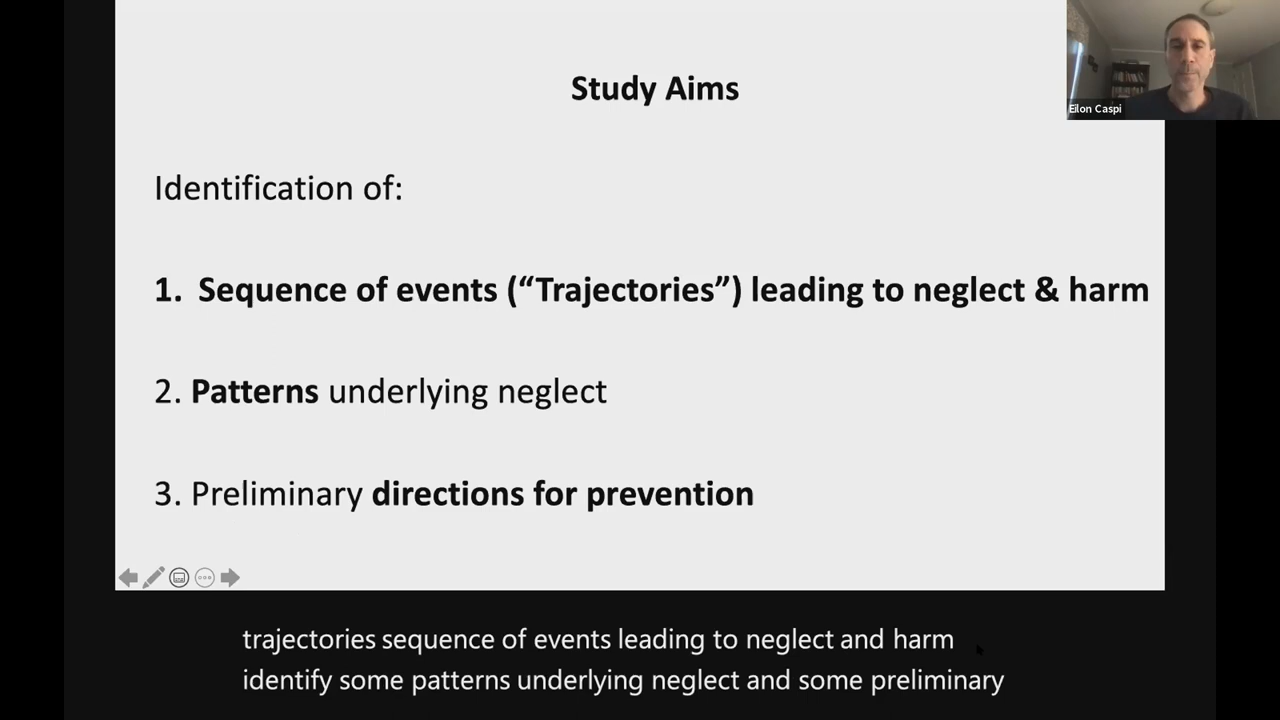 Study Aims
Eilon Caspi
Identification of:
1. Sequence of events (“Trajectories”) leading to neglect & harm
2. Patterns underlying neglect
3. Preliminary directions for prevention
trajectories sequence of events leading to neglect and harm
identify some patterns underlying neglect and some preliminary